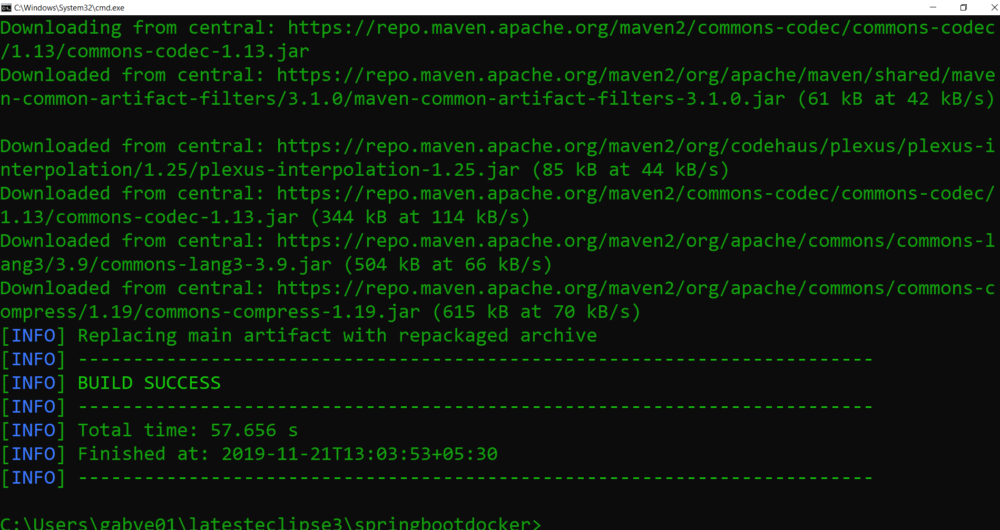 C:\Windows\System32\cmd.exe
Downloading from central: https://repo.maven.apache.org/maven2/commons-codec/commons-codec
/1.13/commons-codec-1.13.jar
Downloaded from central: https://repo.maven.apache.org/maven2/org/apache/maven/shared/mave
n-common-artifact-filters/3.1.0/maven-common-artifact-filters-3.1.0.jar (61 kB at 42 kB/s)
Downloaded from central: https://repo.maven.apache.org/maven2/org/codehaus/plexus/plexus-i
nterpolation/1.25/plexus-interpolation-1.25.jar (85 kB at 44 kB/s)
Downloaded from central: https://repo.maven.apache.org/maven2/commons-codec/commons-codec/
1.13/commons-codec-1.13.jar (344 kB at 114 kB/s)
Downloaded from central: https://repo.maven.apache.org/maven2/org/apache/commons/commons-l
ang3/3.9/commons-lang3-3.9.jar (504 kB at 66 kB/s)
Downloaded from central: https://repo.maven.apache.org/maven2/org/apache/commons/commons-c
ompress/1.19/commons-compress-1.19.jar (615 kB at 70 kB/s)
[INFO] Replacing main artifact with repackaged archive
[INFO] ------------------------------------------------------------------------
[INFO] BUILD SUCCESS
[INFO] ------------------------------------------------------------------------
[INFO] Total time: 57.656 s
[INFO] Finished at: 2019-11-21T13:03:53+05:30
[INFO] ------------------------------------------------------------------------
C:\Users\gabye01\latesteclipse3\springbootdocker>